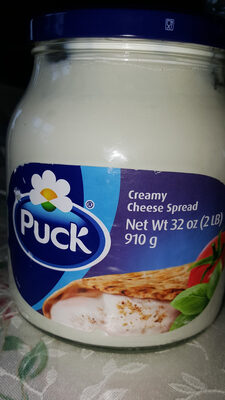 Puck®
Creamy
Cheese Spread
Net Wt 32 oz (2 LB)
910 g